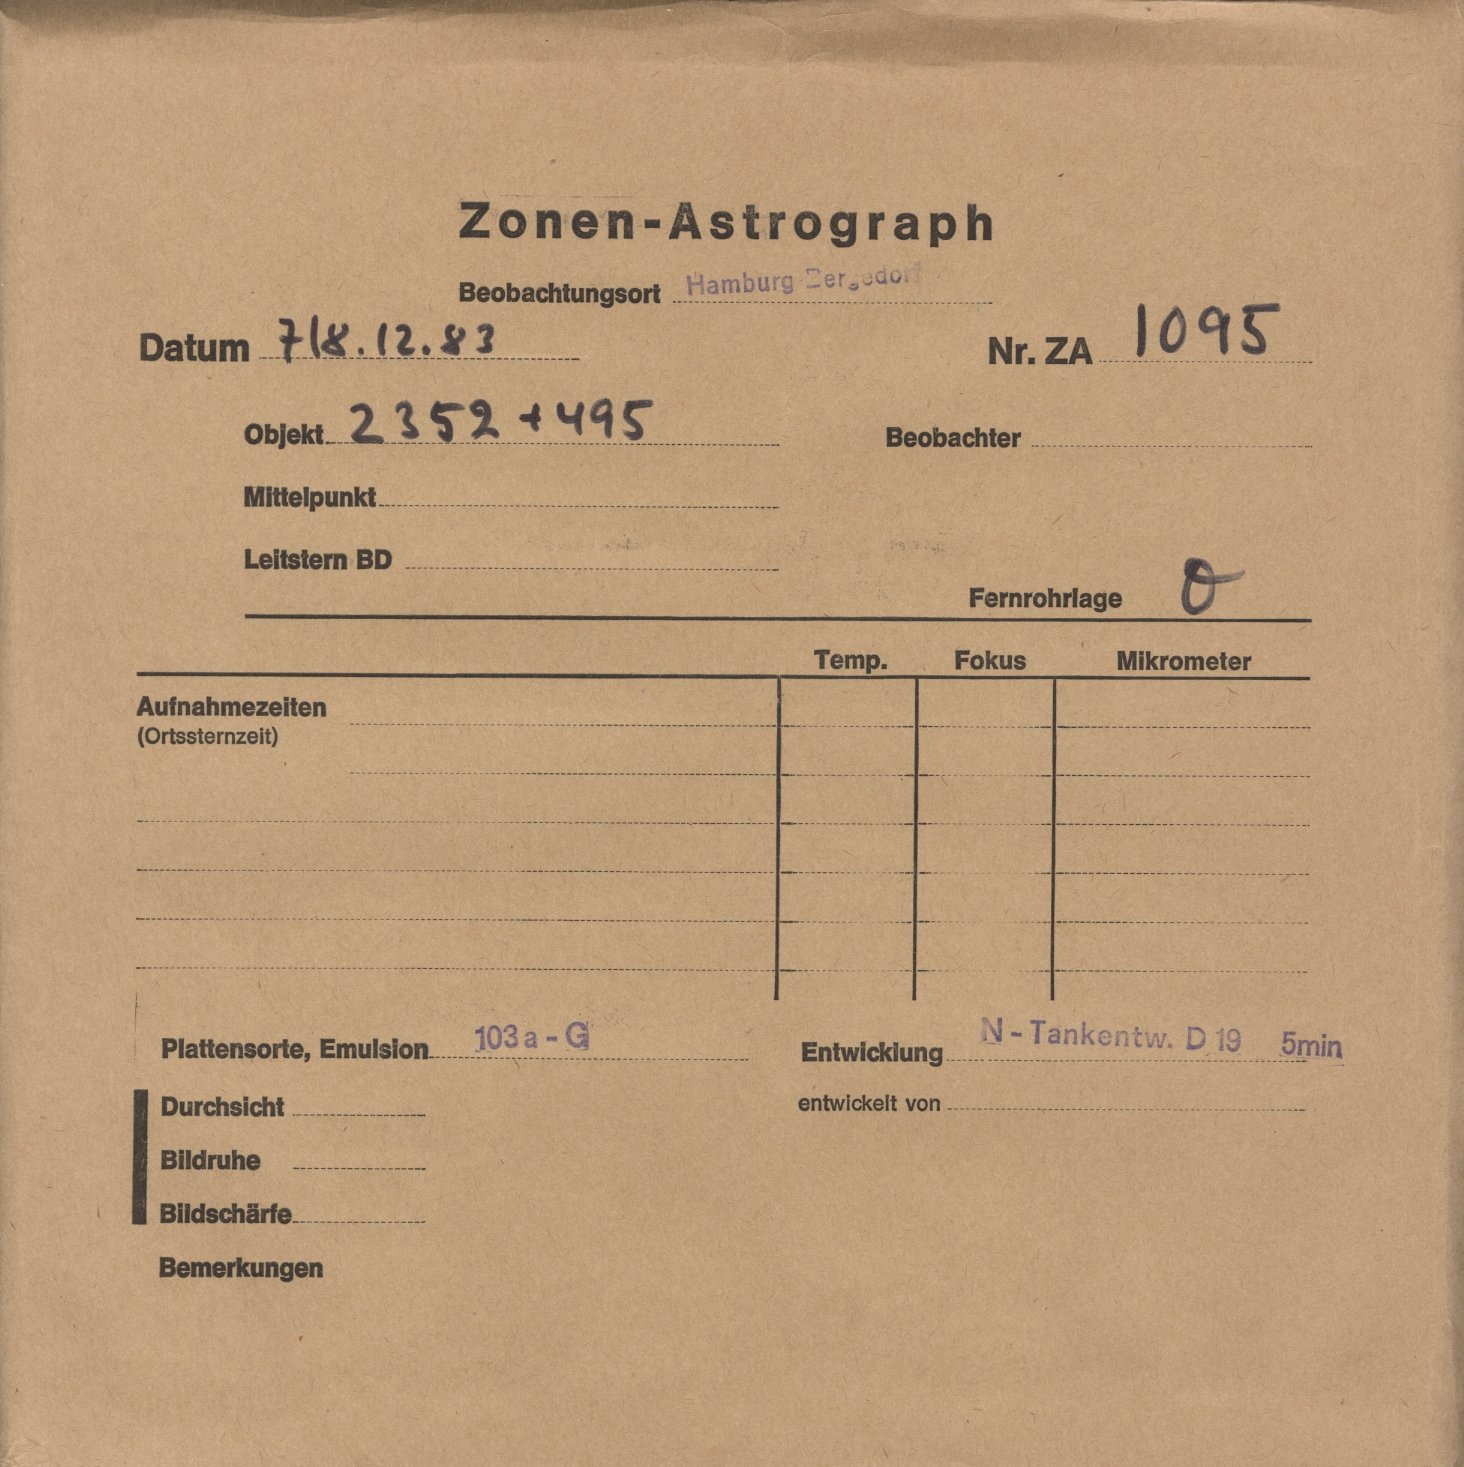 Zonen-Astrograph
Beobachtungsort Hamburg Bergedorf
Datum 7/8.12.83
Nr. ZA 1095
Objekt 2352+495
Beobachter
Mittelpunkt
Leitstern BD
Fernrohrlage O
Temp. Fokus Mikrometer
Aufnahmezeiten
(Ortssternzeit)
Plattensorte, Emulsion 103a-G
Entwicklung N-Tankentw. D19 5min
Durchsicht
entwickelt von
Bildruhe
Bildschärfe
Bemerkungen